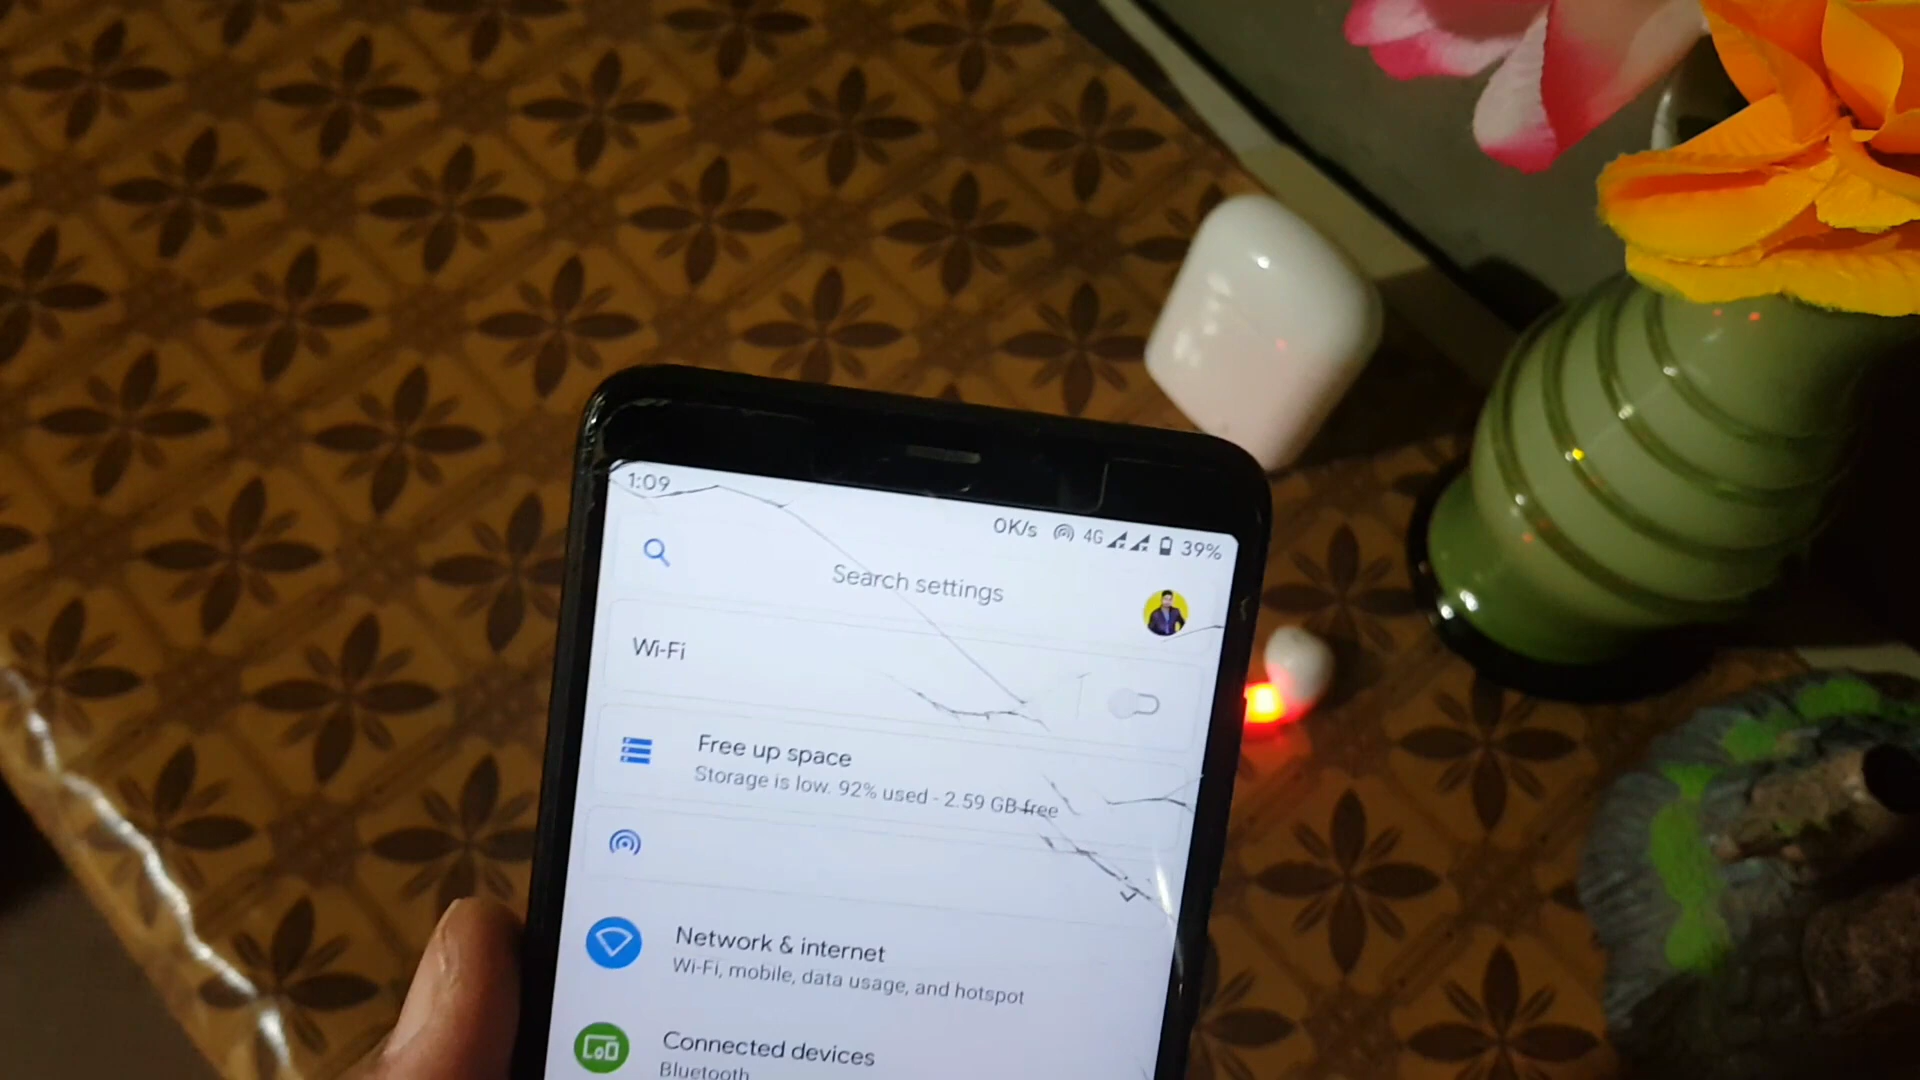 1:09
0K/s 4G 39%
Search settings
Wi-Fi
Free up space
Storage is low. 92% used - 2.59 GB free
Network & internet
Wi-Fi, mobile, data usage, and hotspot
Connected devices
Bluetooth